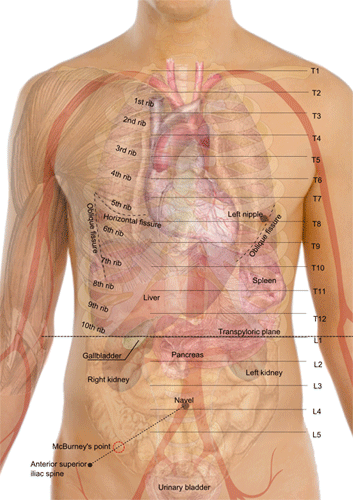 T1
T2
1st rib
T3
2nd rib
T4
3rd rib
T5
4th rib
T6
T7
5th rib
Oblique fissure
Horizontal fissure
Left nipple
T8
6th rib
Oblique fissure
T9
7th rib
T10
8th rib
Spleen
T11
Liver
9th rib
T12
10th rib
Transpyloric plane
L1
Gallbladder
Pancreas
L2
Right kidney
Left kidney
L3
Navel
L4
L5
McBurney's point
Anterior superior
iliac spine
Urinary bladder